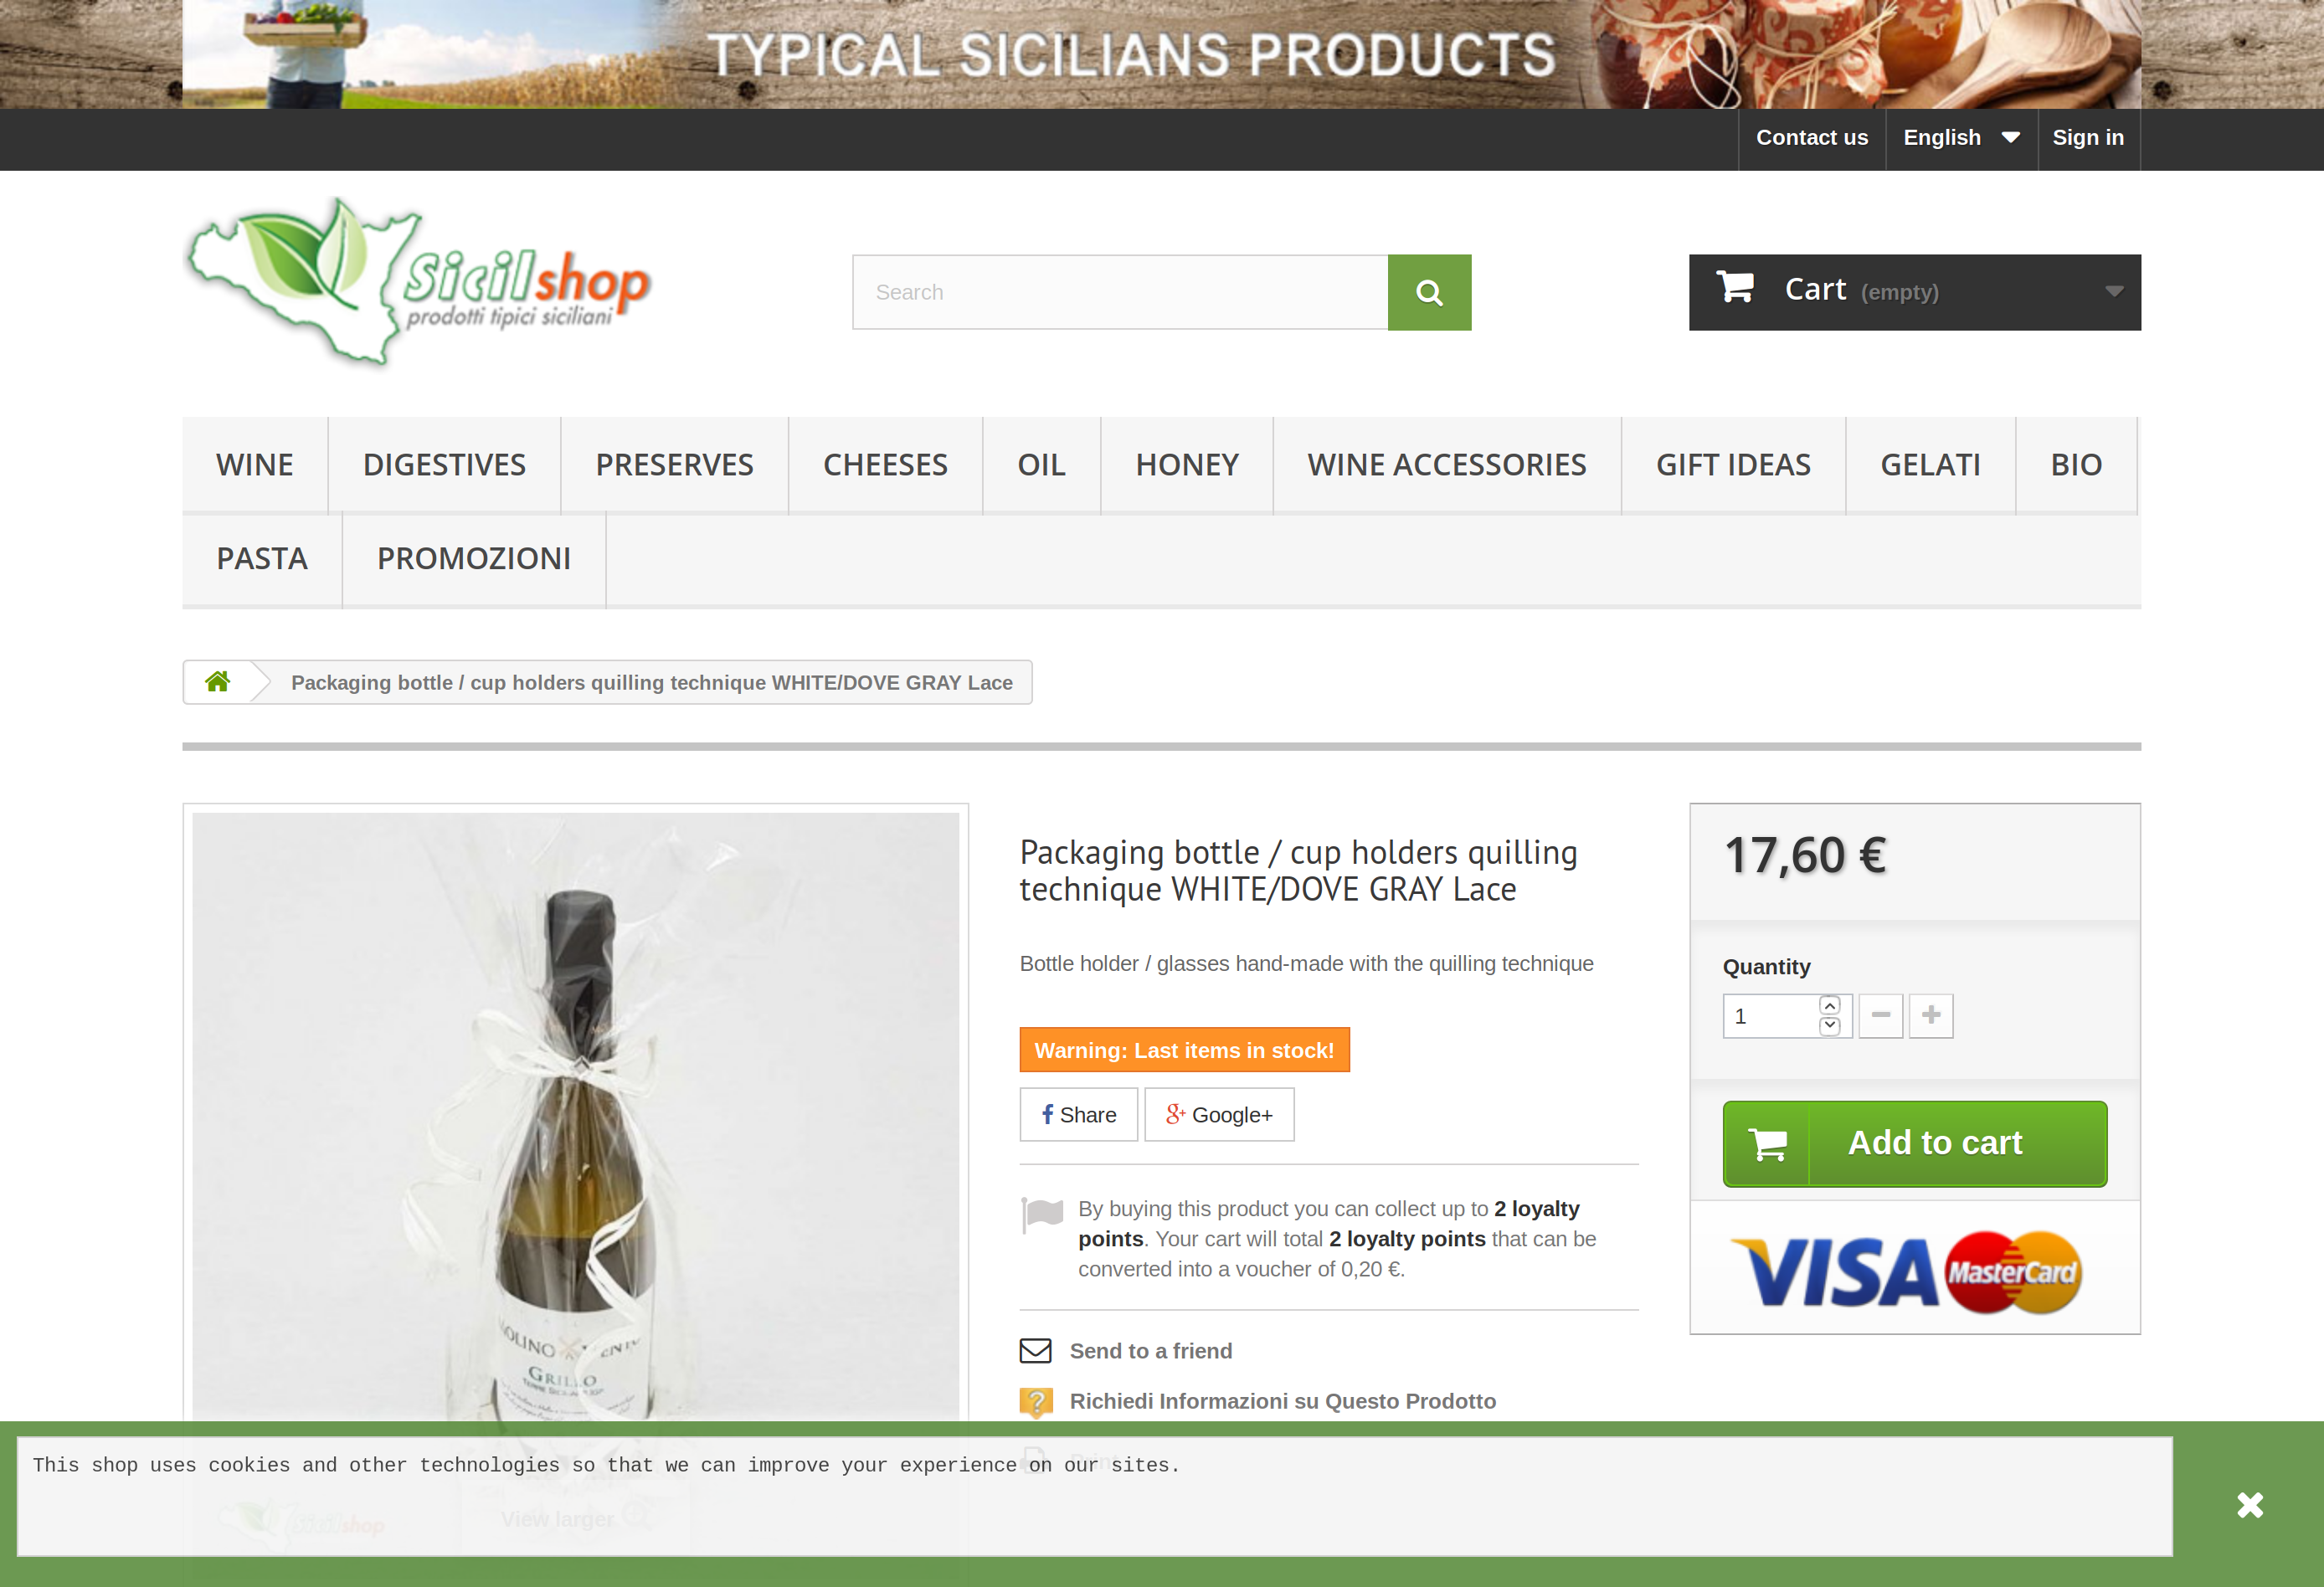 TYPICAL SICILIANS PRODUCTS
Contact us
English
Sign in
Sicilshop
prodotti tipici siciliani
Search
Cart (empty)
WINE
DIGESTIVES
PRESERVES
CHEESES
OIL
HONEY
WINE ACCESSORIES
GIFT IDEAS
GELATI
BIO
PASTA
PROMOZIONI
Packaging bottle / cup holders quilling technique WHITE/DOVE GRAY Lace
GRILLO
Packaging bottle / cup holders quilling
technique WHITE/DOVE GRAY Lace
Bottle holder / glasses hand-made with the quilling technique
Warning: Last items in stock!
Share
Google+
By buying this product you can collect up to 2 loyalty
points. Your cart will total 2 loyalty points that can be
converted into a voucher of 0,20 €.
Send to a friend
Richiedi Informazioni su Questo Prodotto
Print
17,60 €
Quantity
1
Add to cart
VISA
MasterCard
This shop uses cookies and other technologies so that we can improve your experience on our sites.
View larger
Sicilshop